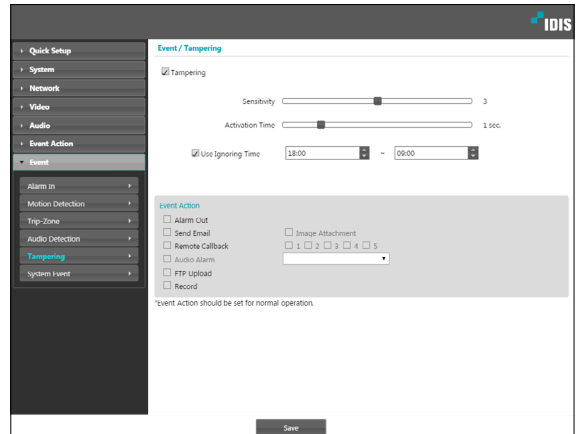 IDIS
Quick Setup
System
Network
Video
Audio
Event Action
Event
Alarm In
Motion Detection
Trip-Zone
Audio Detection
Tampering
System Event
Event / Tampering
Tampering
Sensitivity 3
Activation Time 1 sec.
Use Ignoring Time 18:00 ~ 09:00
Event Action
Alarm Out
Send Email Image Attachment
Remote Callback 1 2 3 4 5
Audio Alarm
FTP Upload
Record
*Event Action should be set for normal operation.
Save